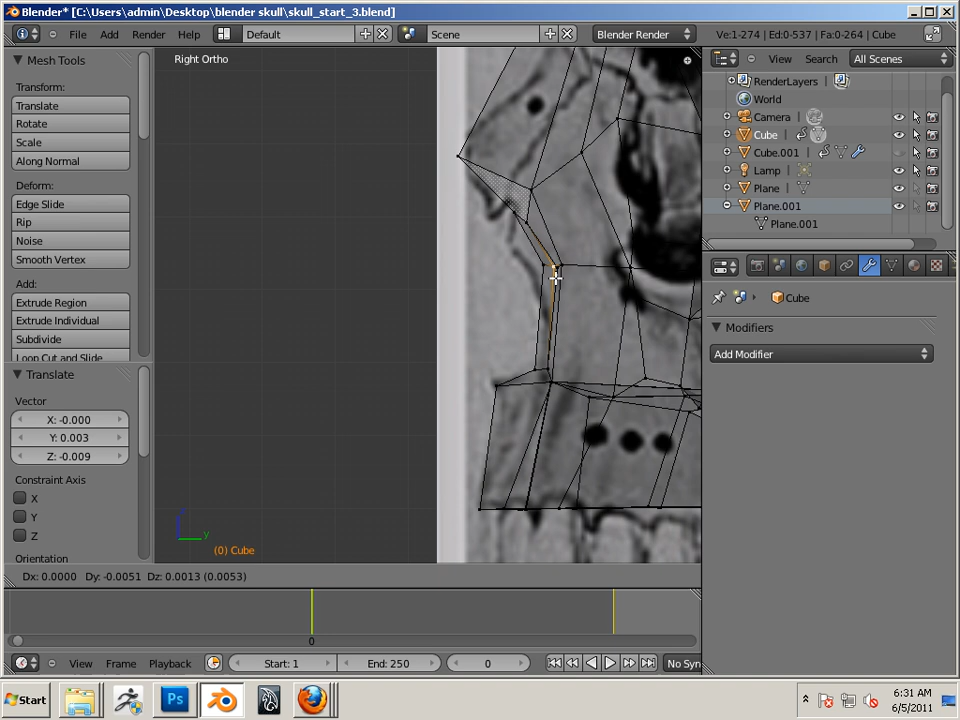 Blender* [C:\Users\admin\Desktop\blender skull\skull_start_3.blend]
File Add Render Help Default Scene Blender Render Ve:1-274 | Ed:0-537 | Fa:0-264 | Cube
Mesh Tools
Transform:
Translate
Rotate
Scale
Along Normal
Deform:
Edge Slide
Rip
Noise
Smooth Vertex
Add:
Extrude Region
Extrude Individual
Subdivide
Loop Cut and Slide
Translate
Vector
X: -0.000
Y: 0.003
Z: -0.009
Constraint Axis
X
Y
Z
Orientation
Right Ortho
y
(0) Cube
View Search All Scenes
RenderLayers
World
Camera
Cube
Cube.001
Lamp
Plane
Plane.001
Plane.001
Cube
Modifiers
Add Modifier
Dx: 0.0000 Dy: -0.0051 Dz: 0.0013 (0.0053)
0
View Frame Playback Start: 1 End: 250 0 No Syn
Start Ps 6:31 AM
6/5/2011